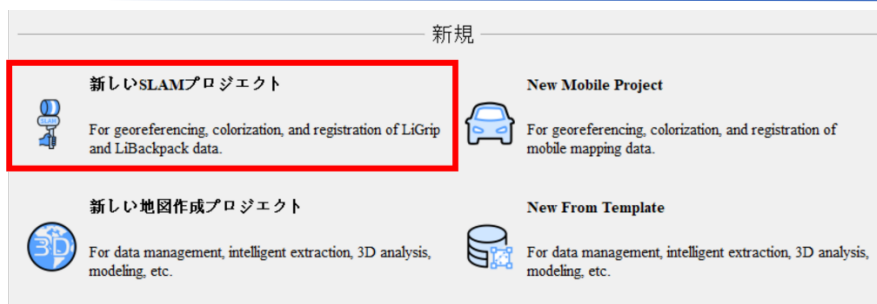 新規
新しいSLAMプロジェクト
For georeferencing, colorization, and registration of LiGrip
and LiBackpack data.
New Mobile Project
For georeferencing, colorization, and registration of
mobile mapping data.
新しい地図作成プロジェクト
For data management, intelligent extraction, 3D analysis,
modeling, etc.
New From Template
For data management, intelligent extraction, 3D analysis,
modeling, etc.
SLAM
3D